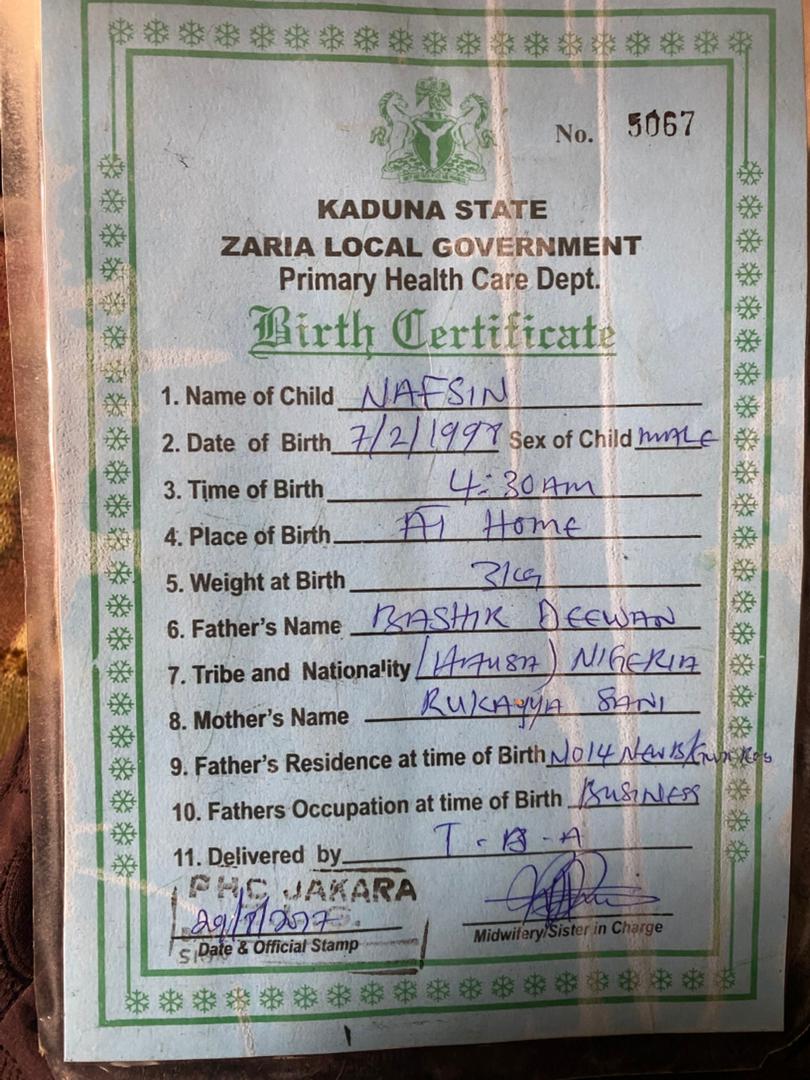 No. 5067
KADUNA STATE
ZARIA LOCAL GOVERNMENT
Primary Health Care Dept.
Birth Certificate
1. Name of Child NAFSIN
2. Date of Birth 7/2/1998 Sex of Child MALE
3. Time of Birth 4:30AM
4. Place of Birth AT HOME
5. Weight at Birth 3kg
6. Father's Name BASHIR DEEWAN
7. Tribe and Nationality (HAUSA) NIGERIA
8. Mother's Name RUKAYYA SANI
9. Father's Residence at time of Birth NO14
10. Fathers Occupation at time of Birth BUSINESS
11. Delivered by T.B.A
PHC JAKARA
Date & Official Stamp
Midwifery/Sister in Charge